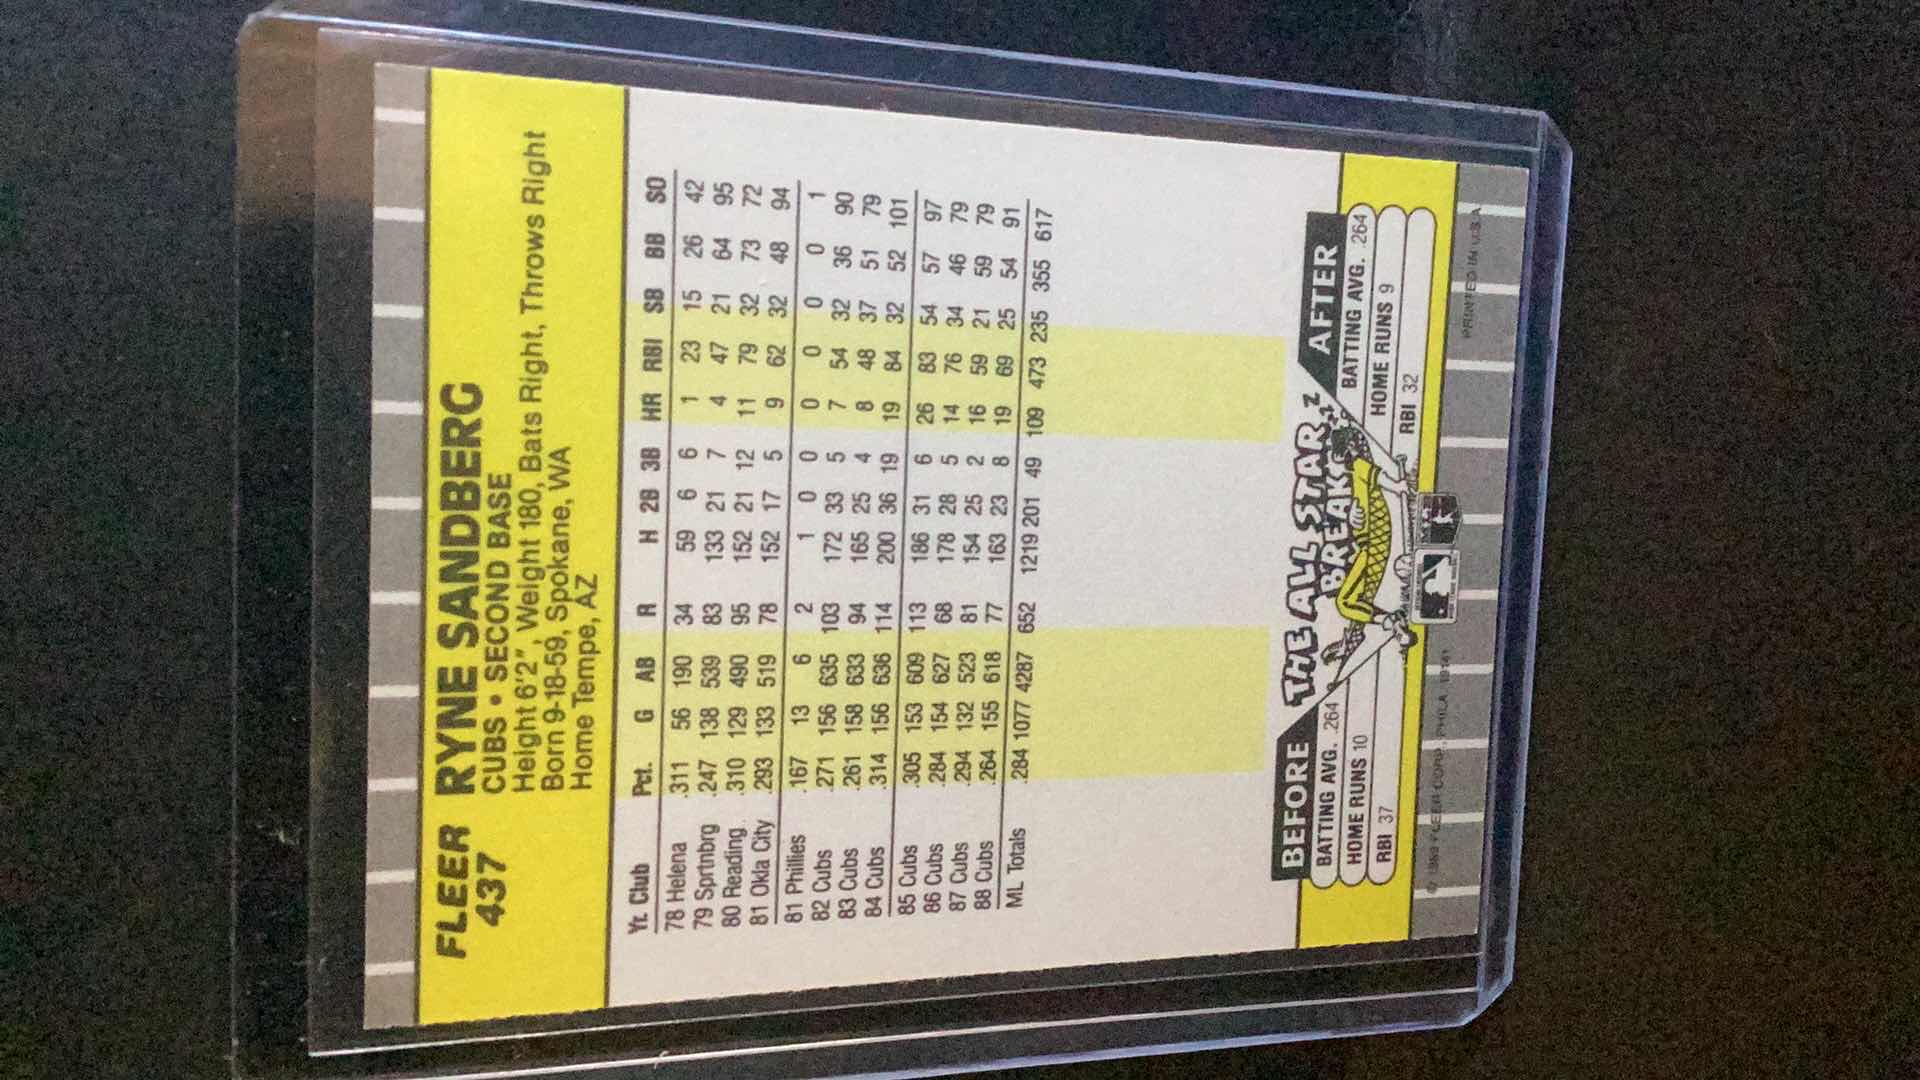 FLEER RYNE SANDBERG
437 CUBS • SECOND BASE
Height 6'2", Weight 180, Bats Right, Throws Right
Born 9-18-59, Spokane, WA
Home Tempe, AZ
Yr. Club Pct. G AB R H 2B 3B HR RBI SB BB SO
78 Helena .311 56 190 34 59 6 6 1 23 15 26 42
79 Sprtnbrg .247 138 539 83 133 21 7 4 47 21 64 95
80 Reading .310 129 490 95 152 21 12 11 79 32 73 72
81 Okla City .293 133 519 78 152 17 5 9 62 32 48 94
81 Phillies .167 13 6 2 1 0 0 0 0 0 0 1
82 Cubs .271 156 635 103 172 33 5 7 54 32 36 90
83 Cubs .261 158 633 94 165 25 4 8 48 37 51 79
84 Cubs .314 156 636 114 200 36 19 19 84 32 52 101
85 Cubs .305 153 609 113 186 31 6 26 83 54 57 97
86 Cubs .284 154 627 68 178 28 5 14 76 34 46 79
87 Cubs .294 132 523 81 154 25 2 16 59 21 59 79
88 Cubs .264 155 618 77 163 23 8 19 69 25 54 91
ML Totals .284 1077 4287 652 1219 201 49 109 473 235 355 617
BEFORE THE ALL STAR BREAK AFTER
BATTING AVG. .264 BATTING AVG. .264
HOME RUNS 10 HOME RUNS 9
RBI 37 RBI 32
© 1989 FLEER CORP., PHILA. 19141 PRINTED IN U.S.A.